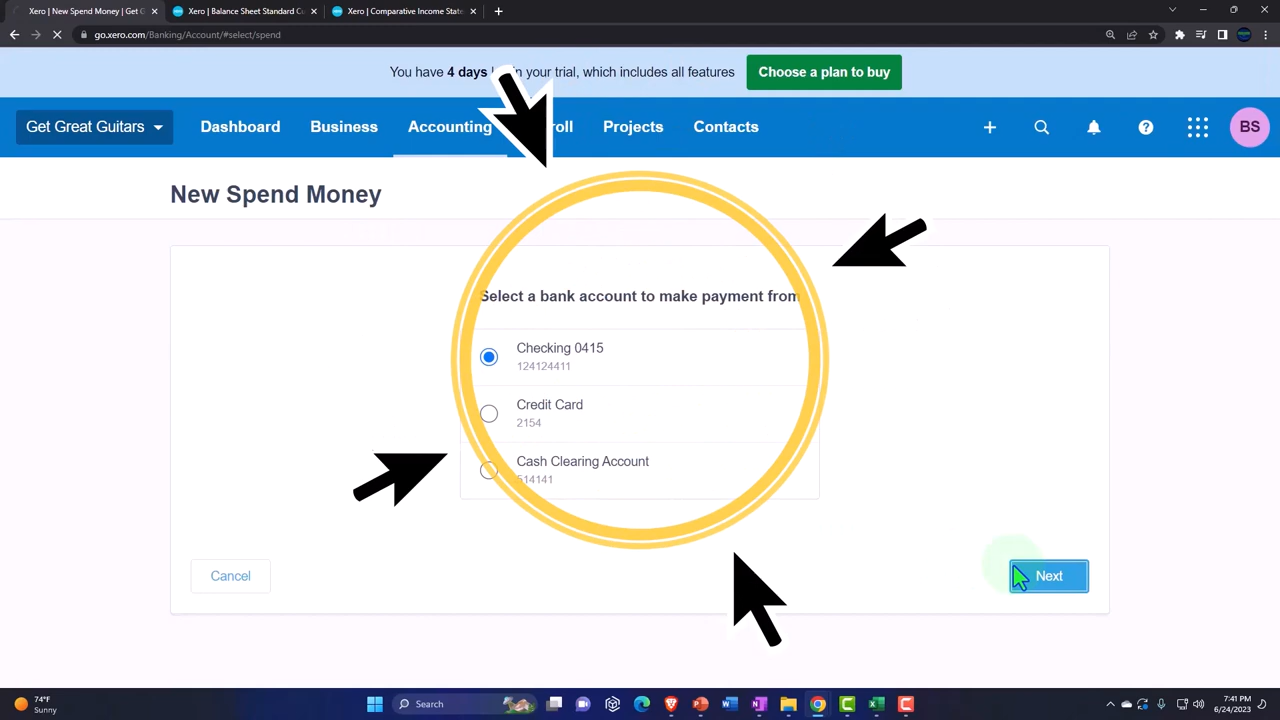 Xero | New Spend Money | Get G
Xero | Balance Sheet Standard Cu
Xero | Comparative Income State
go.xero.com/Banking/Account/#select/spend
You have 4 days in your trial, which includes all features
Choose a plan to buy
Get Great Guitars
Dashboard
Business
Accounting
Projects
Contacts
BS
New Spend Money
Select a bank account to make payment from
Checking 0415
124124411
Credit Card
2154
Cash Clearing Account
514141
Cancel
Next
74°F
Sunny
Search
7:41 PM
6/24/2023